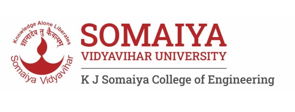 Knowledge Alone Liberates
SOMAIYA
VIDYAVIHAR UNIVERSITY
K J Somaiya College of Engineering
Somaiya Vidyavihar